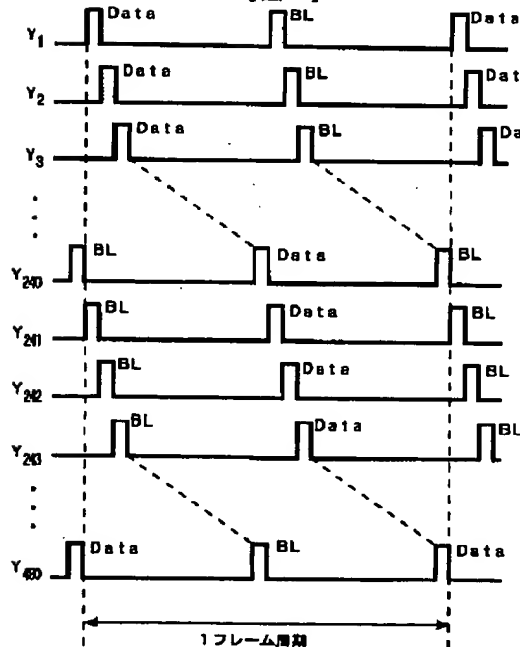 Y1 Data BL Data
Y2 Data BL Dat
Y3 Data BL Da
Y240 BL Data BL
Y241 BL Data BL
Y242 BL Data BL
Y243 BL Data BL
Y480 Data BL Data
1フレーム周期